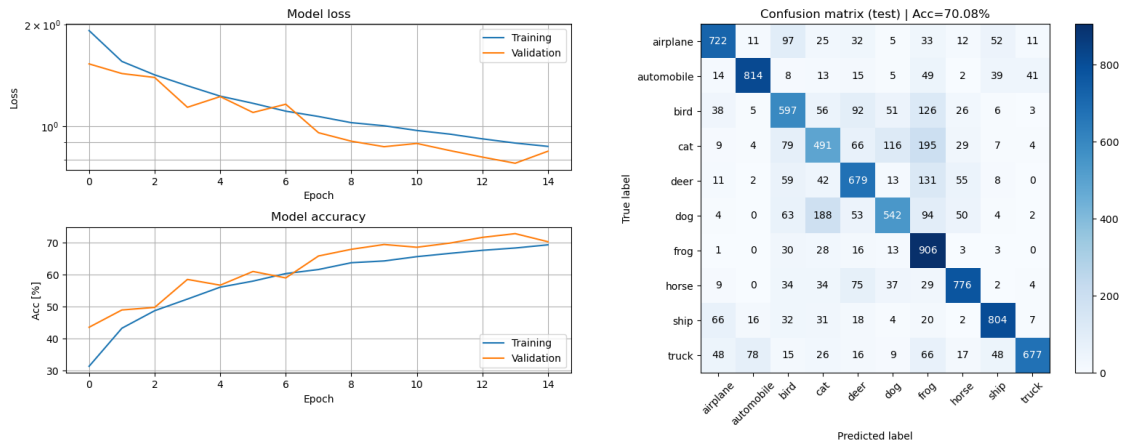 Model loss
2 × 10⁰
10⁰
Loss
Training
Validation
0 2 4 6 8 10 12 14
Epoch
Model accuracy
70
60
50
40
30
Acc [%]
Training
Validation
0 2 4 6 8 10 12 14
Epoch
Confusion matrix (test) | Acc=70.08%
True label
airplane 722 11 97 25 32 5 33 12 52 11
automobile 14 814 8 13 15 5 49 2 39 41
bird 38 5 597 56 92 51 126 26 6 3
cat 9 4 79 491 66 116 195 29 7 4
deer 11 2 59 42 679 13 131 55 8 0
dog 4 0 63 188 53 542 94 50 4 2
frog 1 0 30 28 16 13 906 3 3 0
horse 9 0 34 34 75 37 29 776 2 4
ship 66 16 32 31 18 4 20 2 804 7
truck 48 78 15 26 16 9 66 17 48 677
airplane automobile bird cat deer dog frog horse ship truck
Predicted label
800
600
400
200
0